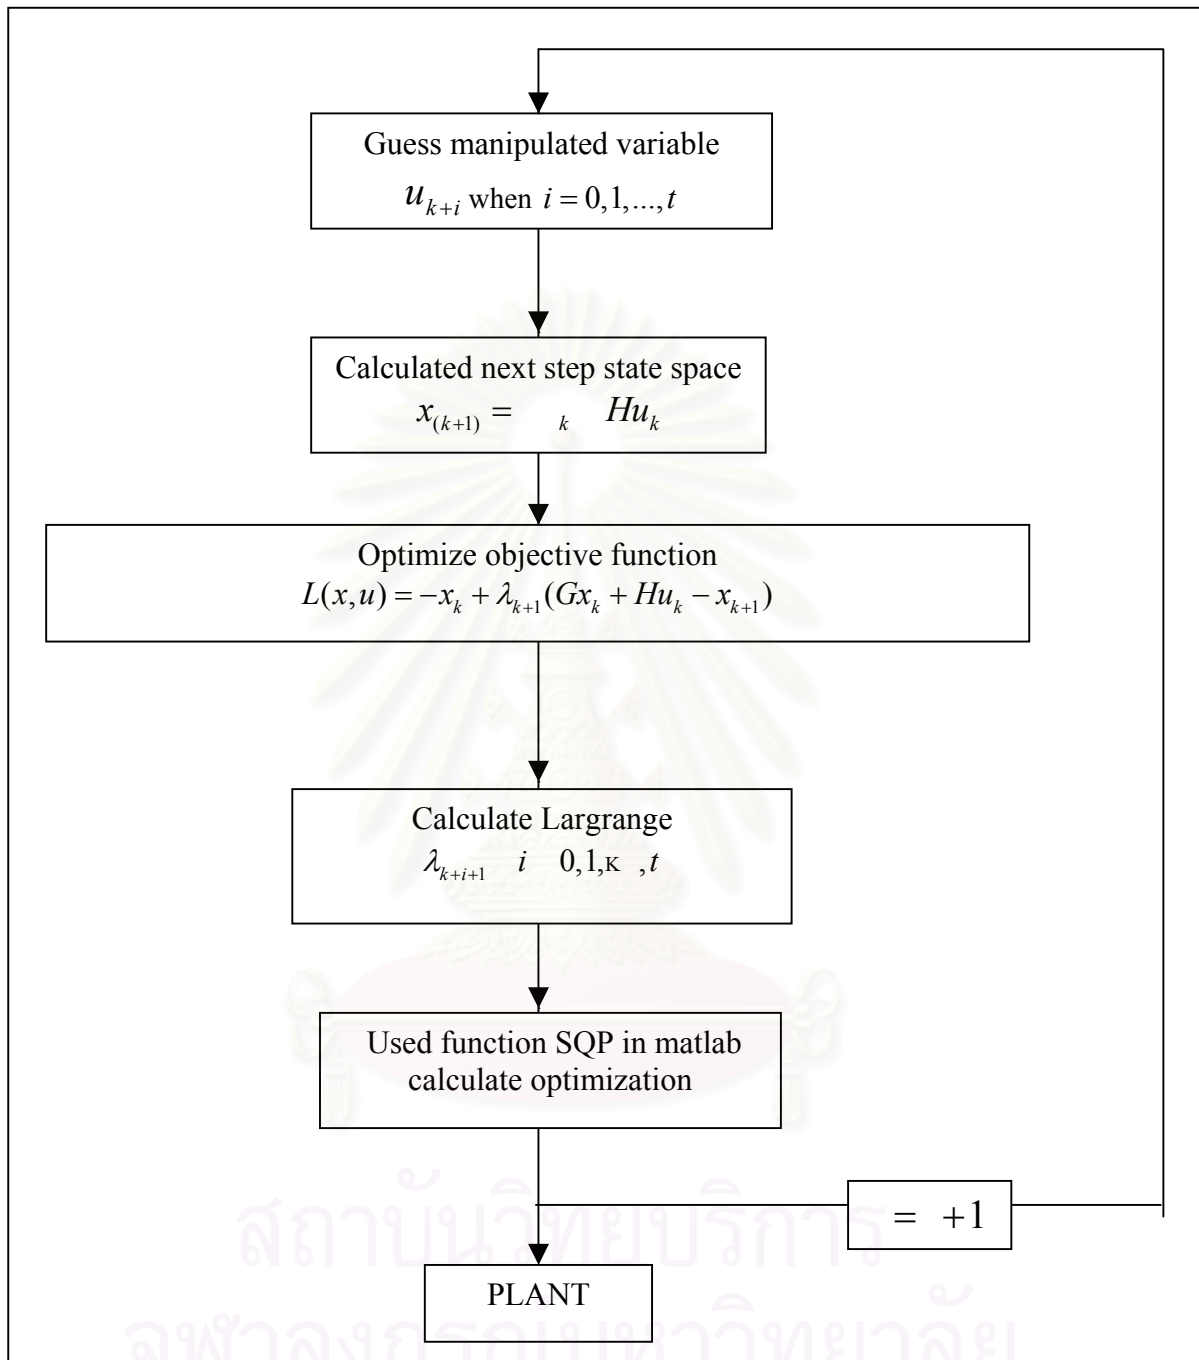 Guess manipulated variable
u_{k+i} when i = 0,1,...,t
Calculated next step state space
x_{(k+1)} = _k Hu_k
Optimize objective function
L(x,u) = -x_k + λ_{k+1}(Gx_k + Hu_k - x_{k+1})
Calculate Largrange
λ_{k+i+1} i 0,1,K ,t
Used function SQP in matlab
calculate optimization
= +1
PLANT
สถาบันวิทยบริการ
จุฬาลงกรณ์มหาวิทยาลัย